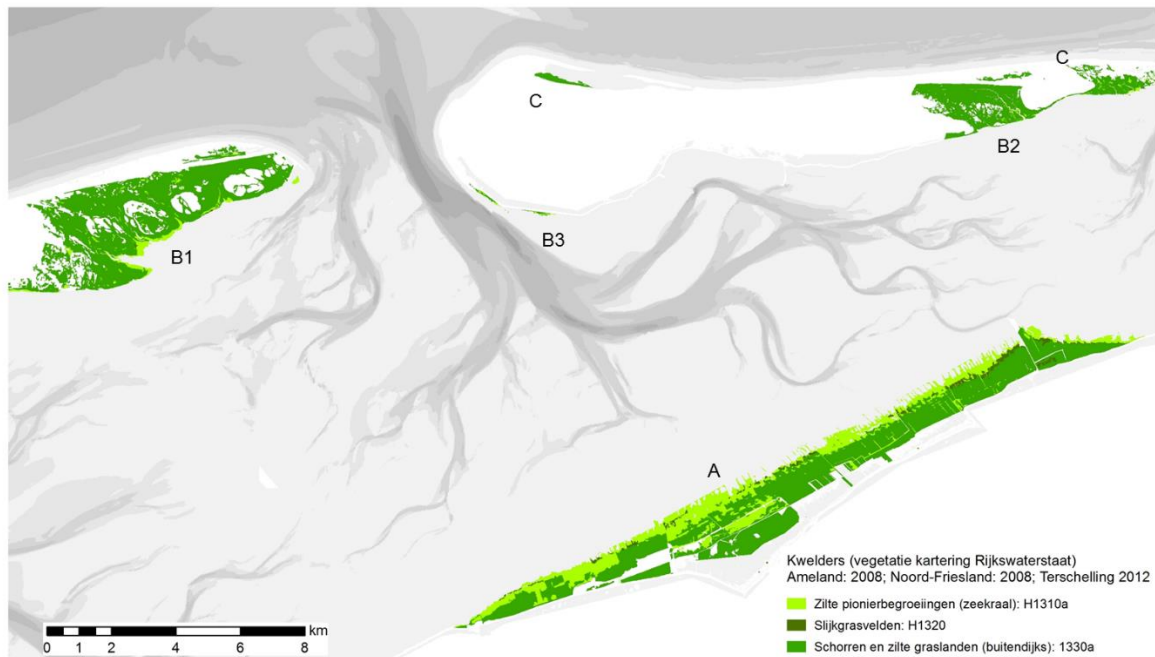 C
C
B2
B1
B3
A
Kwelders (vegetatie kartering Rijkswaterstaat)
Ameland: 2008; Noord-Friesland: 2008; Terschelling 2012
Zilte pionierbegroeiingen (zeekraal): H1310a
Slijkgrasvelden: H1320
Schorren en zilte graslanden (buitendijks): 1330a
km
0 1 2 4 6 8